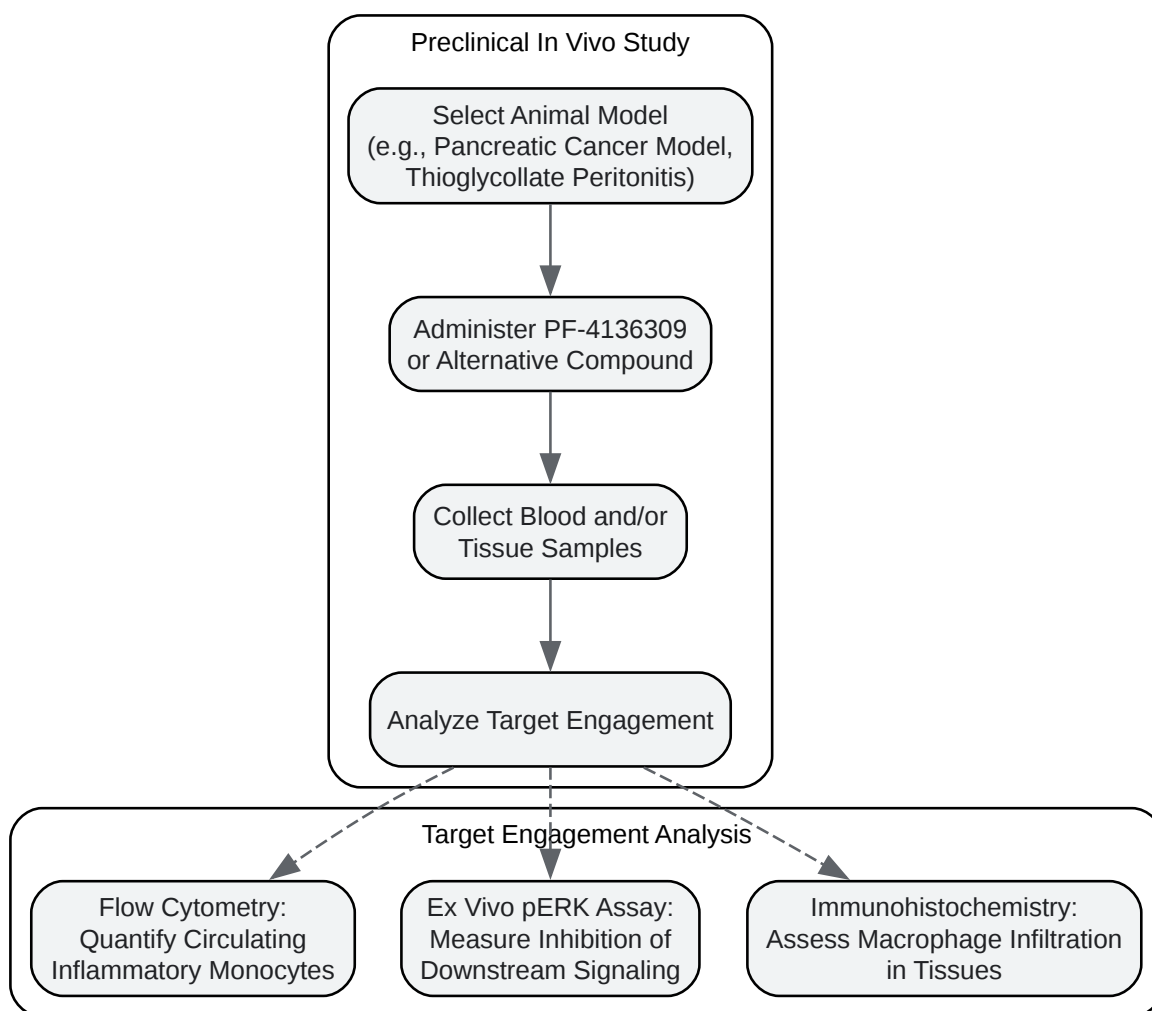 Preclinical In Vivo Study
Select Animal Model
(e.g., Pancreatic Cancer Model,
Thioglycollate Peritonitis)
Administer PF-4136309
or Alternative Compound
Collect Blood and/or
Tissue Samples
Analyze Target Engagement
Target Engagement Analysis
Flow Cytometry:
Quantify Circulating
Inflammatory Monocytes
Ex Vivo pERK Assay:
Measure Inhibition of
Downstream Signaling
Immunohistochemistry:
Assess Macrophage Infiltration
in Tissues